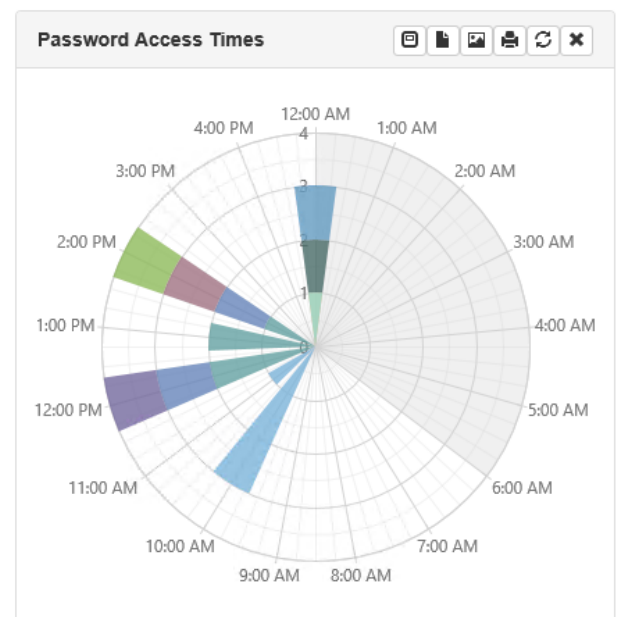 Password Access Times
12:00 AM
1:00 AM
2:00 AM
3:00 AM
4:00 AM
5:00 AM
6:00 AM
7:00 AM
8:00 AM
9:00 AM
10:00 AM
11:00 AM
12:00 PM
1:00 PM
2:00 PM
3:00 PM
4:00 PM
4
3
2
1
0